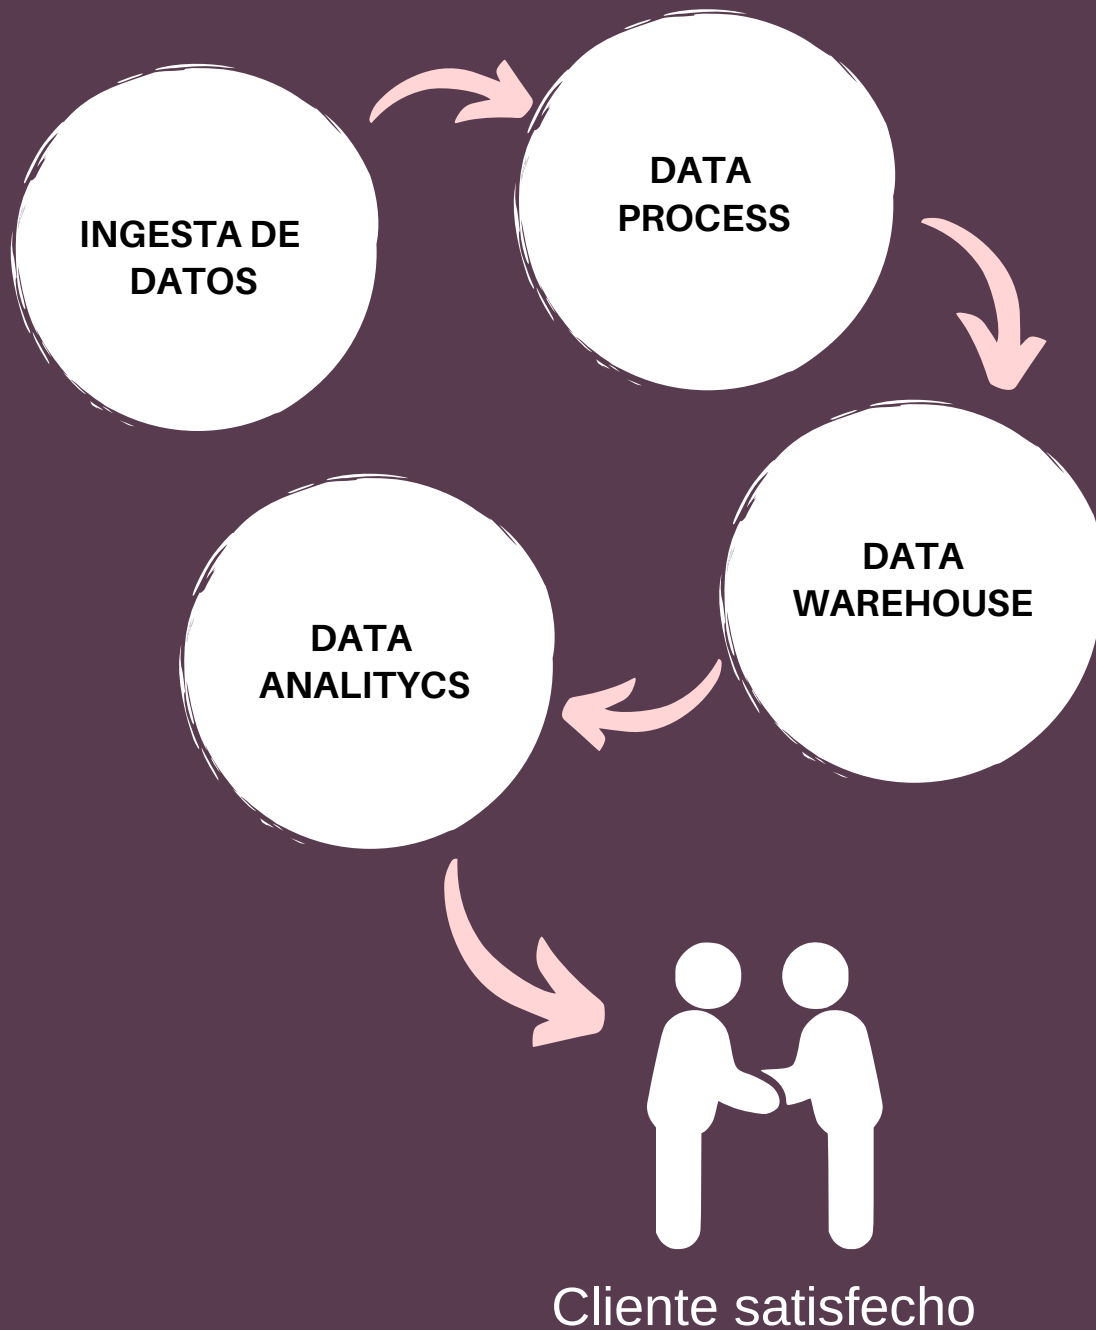 INGESTA DE
DATOS
DATA
PROCESS
DATA
WAREHOUSE
DATA
ANALITYCS
Cliente satisfecho